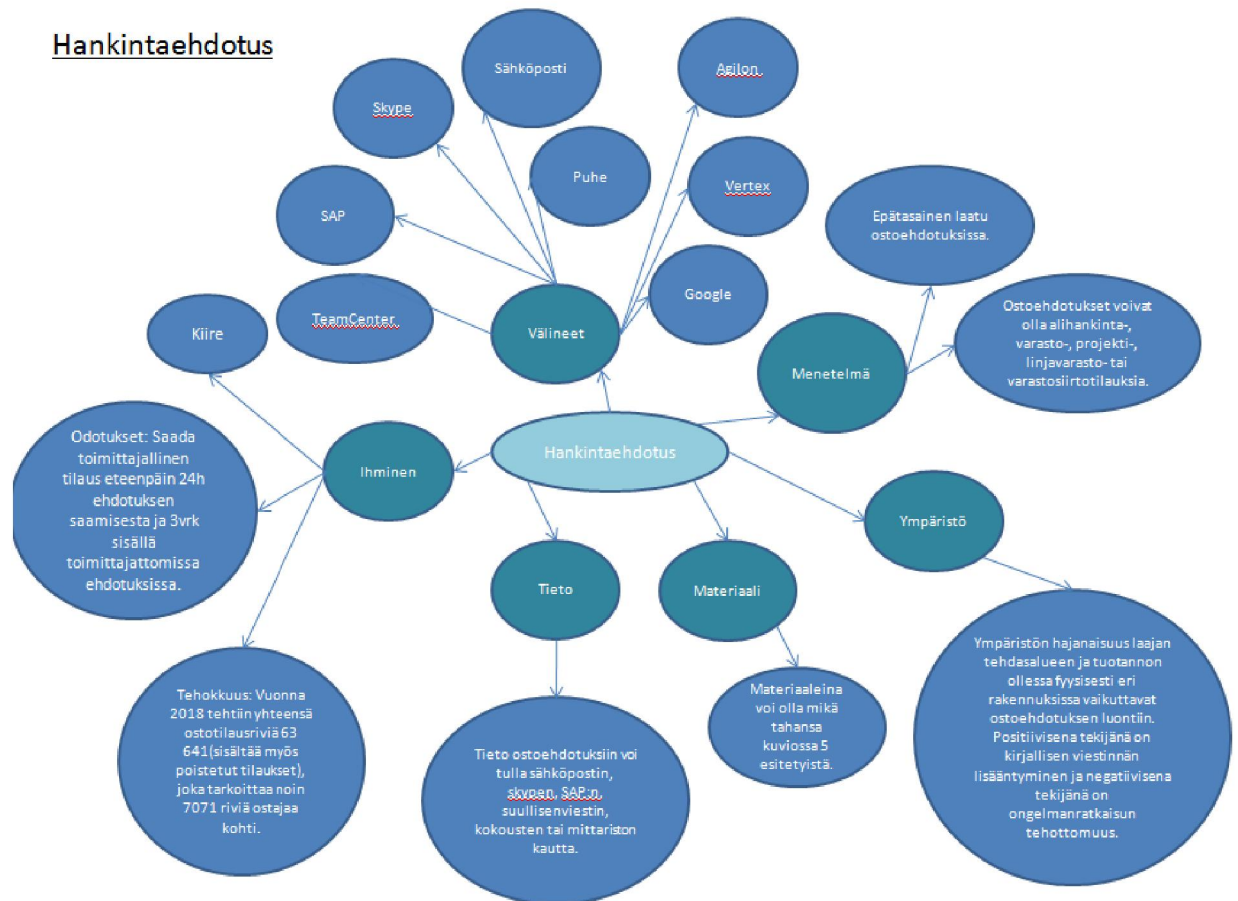 Hankintaehdotus
Sähköposti
Agilon
Skype
Puhe
Vertex
SAP
Epätasainen laatu
ostoehdotuksissa.
Google
TeamCenter
Välineet
Kiire
Ostoehdotukset voivat
olla alihankinta-,
varasto-, projekti-,
linjavarasto- tai
varastosiirtotilauksia.
Menetelmä
Hankintaehdotus
Ihminen
Odotukset: Saada
toimittajallinen
tilaus eteenpäin 24h
ehdotuksen
saamisesta ja 3vrk
sisällä
toimittajattomissa
ehdotuksissa.
Ympäristö
Tieto
Materiaali
Tehokkuus: Vuonna
2018 tehtiin yhteensä
ostotilausriviä 63
641(sisältää myös
poistetut tilaukset),
joka tarkoittaa noin
7071 riviä ostajaa
kohti.
Tieto ostoehdotuksiin voi
tulla sähköpostin,
skypen, SAP:n,
suullisenviestin,
kokousten tai mittariston
kautta.
Materiaaleina
voi olla mikä
tahansa
kuviossa 5
esitetyistä.
Ympäristön hajanaisuus laajan
tehdasalueen ja tuotannon
ollessa fyysisesti eri
rakennuksissa vaikuttavat
ostoehdotuksen luontiin.
Positiivisena tekijänä on
kirjallisen viestinnän
lisääntyminen ja negatiivisena
tekijänä on
ongelmanratkaisun
tehottomuus.